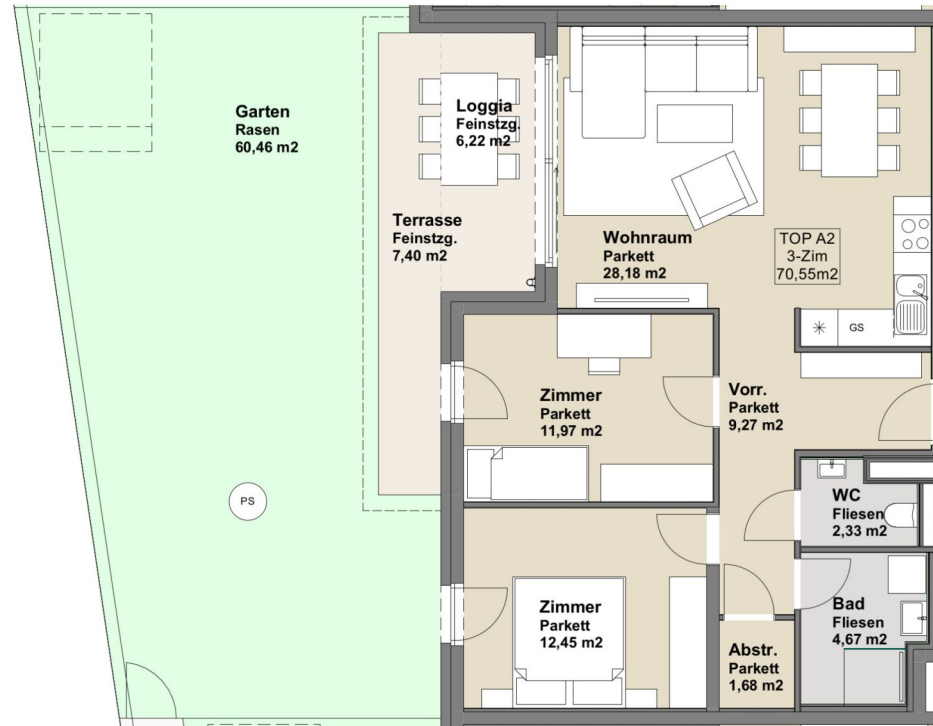 Garten
Rasen
60,46 m2
Loggia
Feinstzg.
6,22 m2
Terrasse
Feinstzg.
7,40 m2
Wohnraum
Parkett
28,18 m2
TOP A2
3-Zim
70,55m2
GS
Zimmer
Parkett
11,97 m2
Vorr.
Parkett
9,27 m2
PS
WC
Fliesen
2,33 m2
Zimmer
Parkett
12,45 m2
Bad
Fliesen
4,67 m2
Abstr.
Parkett
1,68 m2